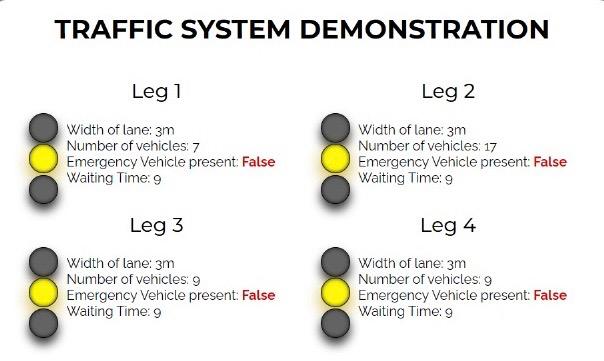 TRAFFIC SYSTEM DEMONSTRATION
Leg 1
Width of lane: 3m
Number of vehicles: 7
Emergency Vehicle present: False
Waiting Time: 9
Leg 2
Width of lane: 3m
Number of vehicles: 17
Emergency Vehicle present: False
Waiting Time: 9
Leg 3
Width of lane: 3m
Number of vehicles: 9
Emergency Vehicle present: False
Waiting Time: 9
Leg 4
Width of lane: 3m
Number of vehicles: 9
Emergency Vehicle present: False
Waiting Time: 9